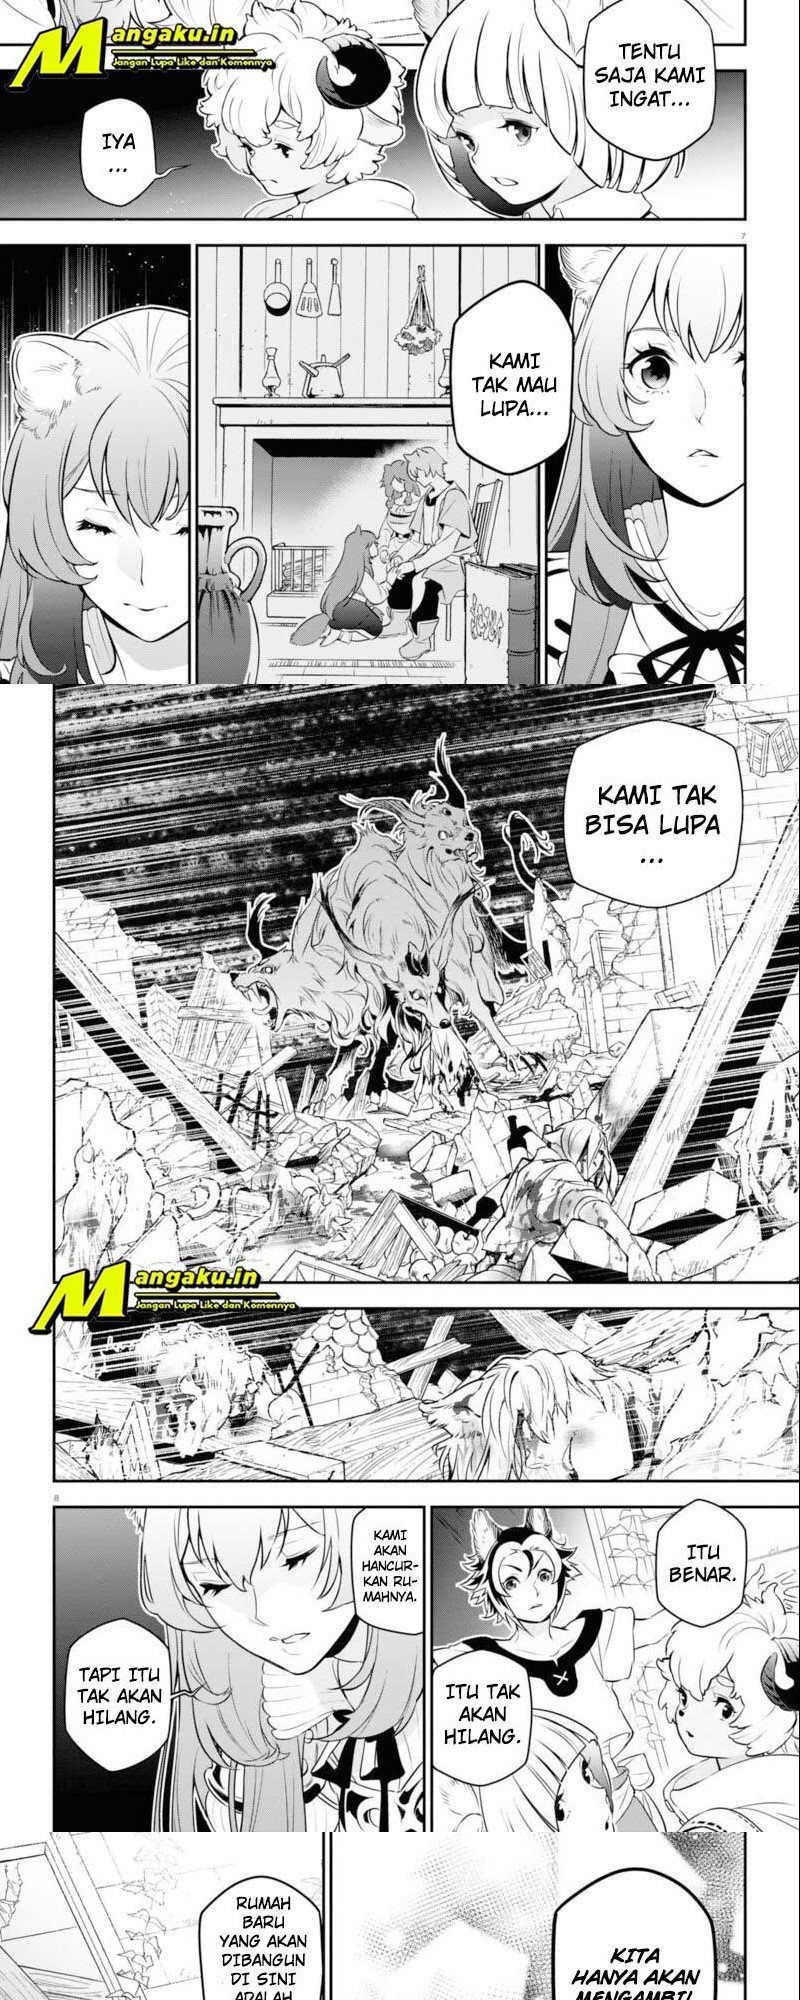 Mangaku.in
Jangan Lupa Like dan Komennya
TENTU
SAJA KAMI
INGAT...
IYA
...
7
KAMI
TAK MAU
LUPA...
KAMI TAK
BISA LUPA
...
Mangaku.in
Jangan Lupa Like dan Komennya
8
ITU
BENAR.
ITU TAK
AKAN
HILANG.
KAMI
AKAN
HANCUR-
KAN RU-
MAHNYA.
TAPI ITU
TAK AKAN
HILANG.
KITA
HANYA AKAN
MENGAMBIL
RUMAH
BARU
YANG AKAN
DIBANGUN
DI SINI
ADALAH